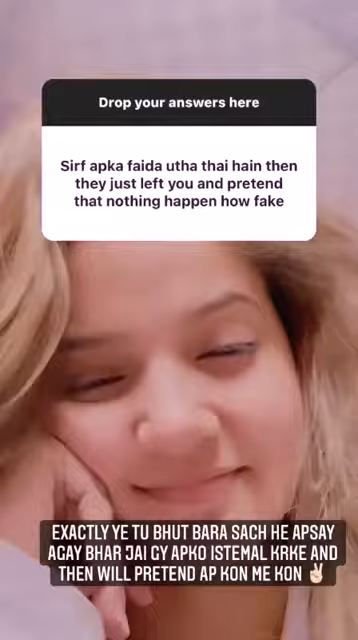 Drop your answers here
Sirf apka faida utha thai hain then
they just left you and pretend
that nothing happen how fake
EXACTLY YE TU BHUT BARA SACH HE APSAY
AGAY BHAR JAI GY APKO ISTEMAL KRKE AND
THEN WILL PRETEND AP KON ME KON ✌🏻